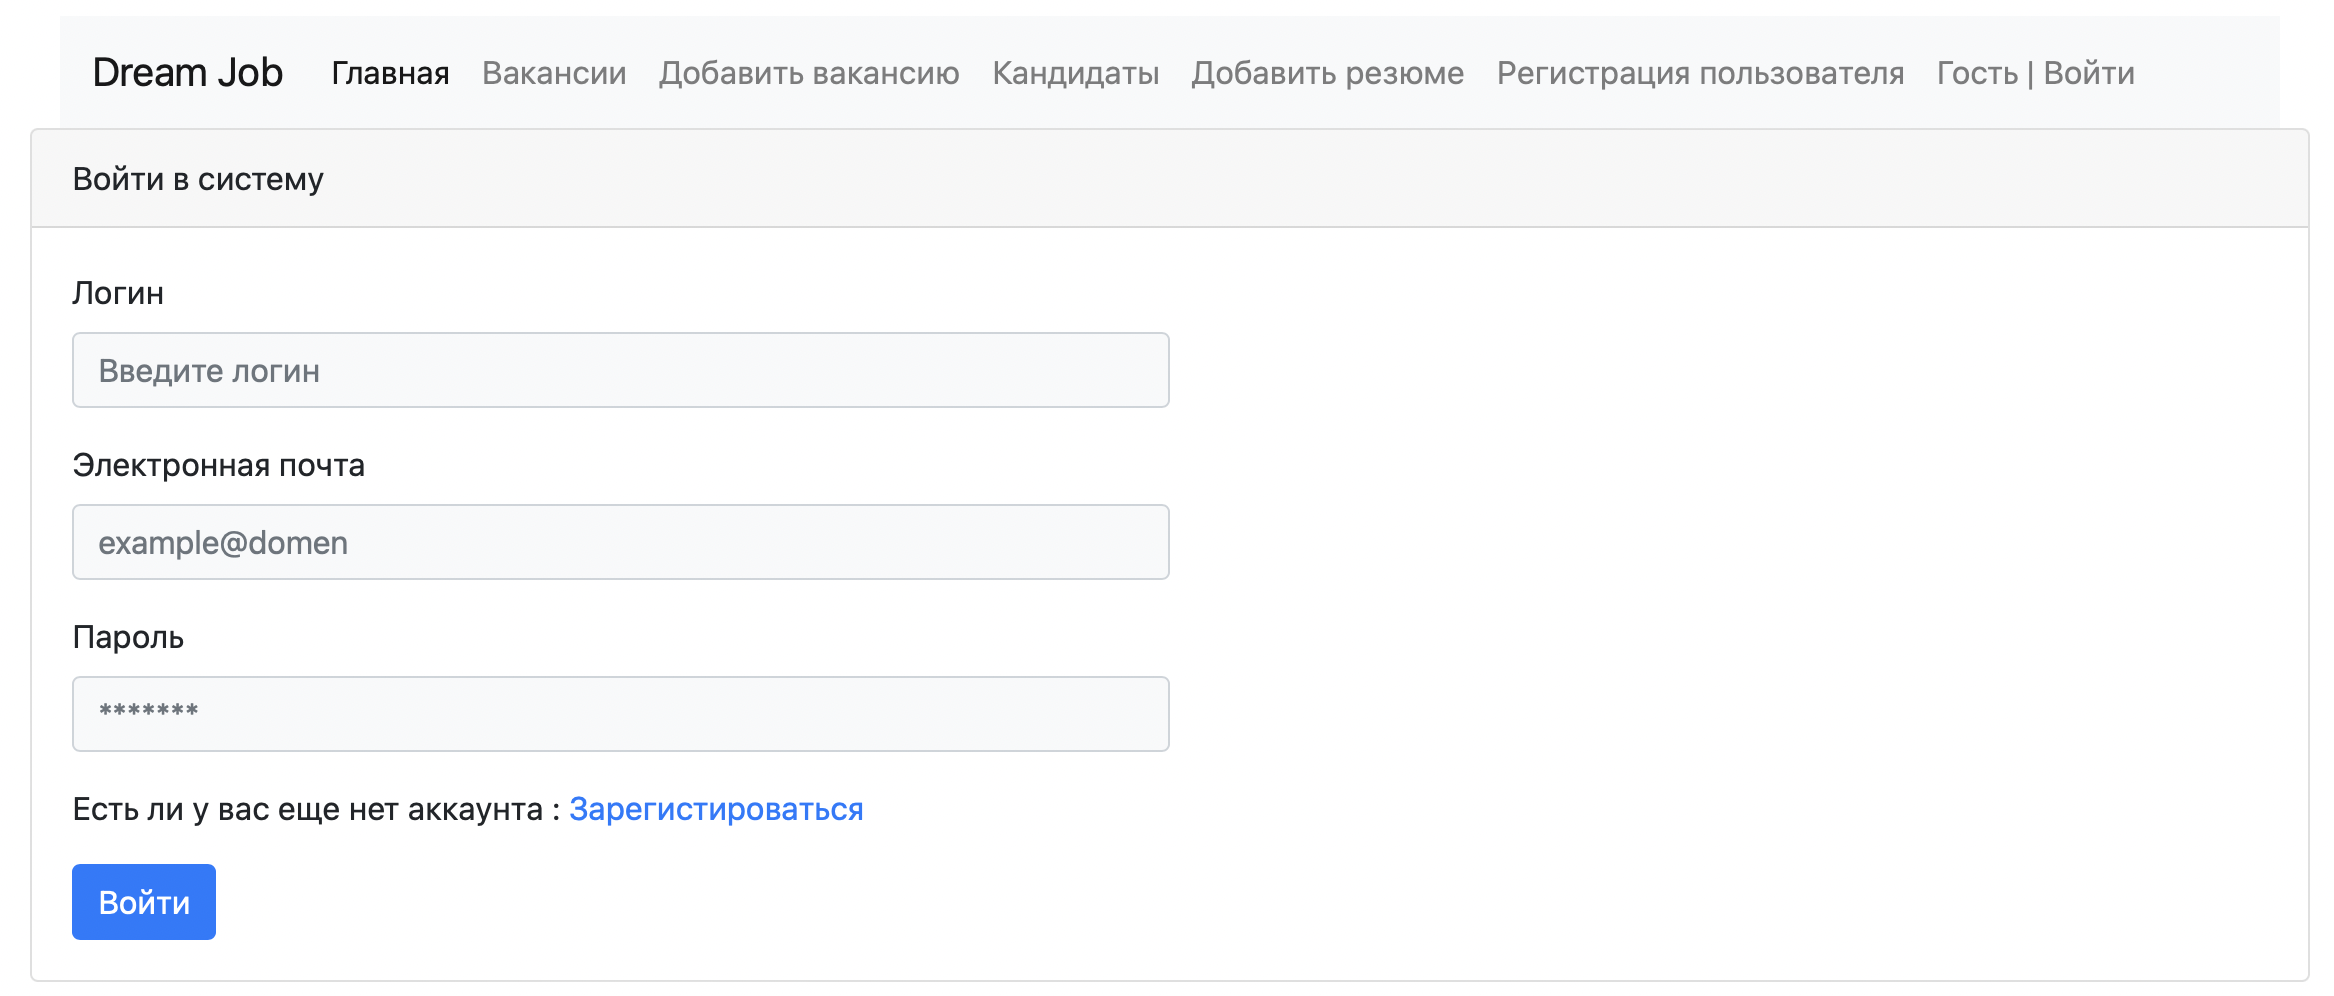 Dream Job Главная Вакансии Добавить вакансию Кандидаты Добавить резюме Регистрация пользователя Гость | Войти
Войти в систему
Логин
Введите логин
Электронная почта
example@domen
Пароль
*******
Есть ли у вас еще нет аккаунта : Зарегистироваться
Войти